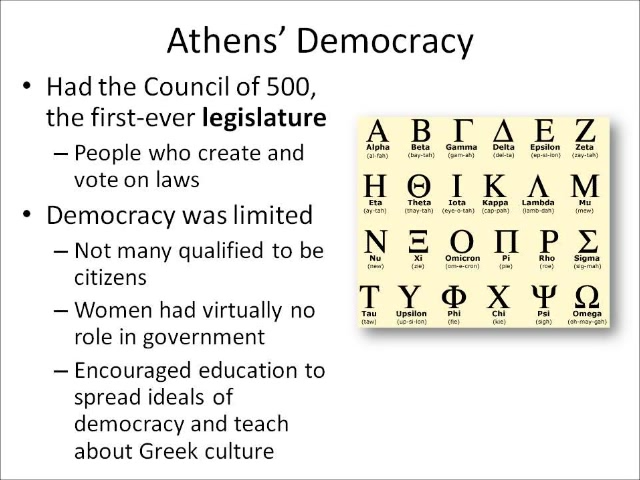 Athens’ Democracy
• Had the Council of 500,
the first-ever legislature
– People who create and
vote on laws
• Democracy was limited
– Not many qualified to be
citizens
– Women had virtually no
role in government
– Encouraged education to
spread ideals of
democracy and teach
about Greek culture
Α Β Γ Δ Ε Ζ
Alpha Beta Gamma Delta Epsilon Zeta
(al-fah) (bay-tah) (gam-ah) (del-ta) (ep-si-lon) (zay-tah)
Η Θ Ι Κ Λ Μ
Eta Theta Iota Kappa Lambda Mu
(ay-tah) (thay-tah) (eye-o-tah) (cap-pah) (lamb-dah) (mew)
Ν Ξ Ο Π Ρ Σ
Nu Xi Omicron Pi Rho Sigma
(new) (zie) (om-e-cron) (pie) (roe) (sig-mah)
Τ Υ Φ Χ Ψ Ω
Tau Upsilon Phi Chi Psi Omega
(taw) (up-si-lon) (fie) (kie) (sigh) (oh-may-gah)